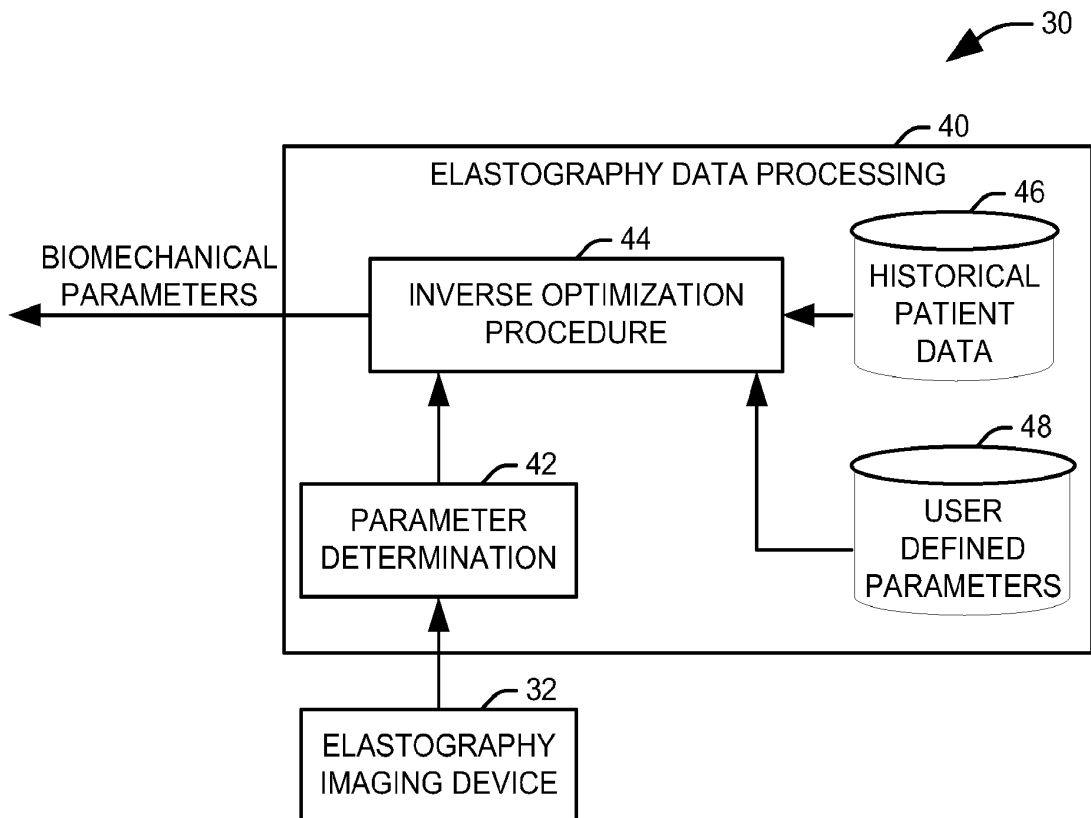 30
40
ELASTOGRAPHY DATA PROCESSING
46
44
BIOMECHANICAL
PARAMETERS
INVERSE OPTIMIZATION
PROCEDURE
HISTORICAL
PATIENT
DATA
48
42
PARAMETER
DETERMINATION
USER
DEFINED
PARAMETERS
32
ELASTOGRAPHY
IMAGING DEVICE